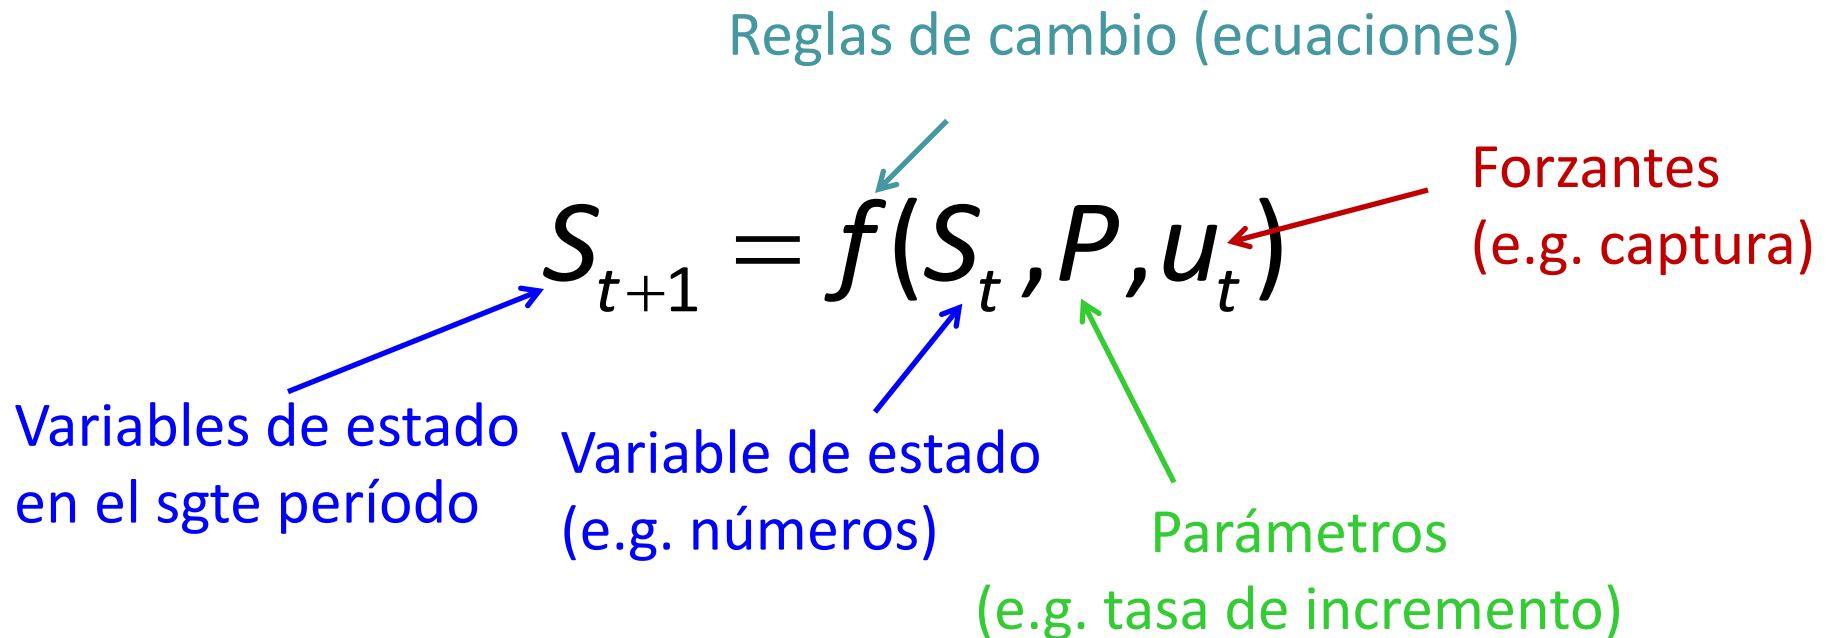 Reglas de cambio (ecuaciones)
Forzantes
(e.g. captura)
S_{t+1} = f(S_t,P,u_t)
Variables de estado
en el sgte período
Variable de estado
(e.g. números)
Parámetros
(e.g. tasa de incremento)